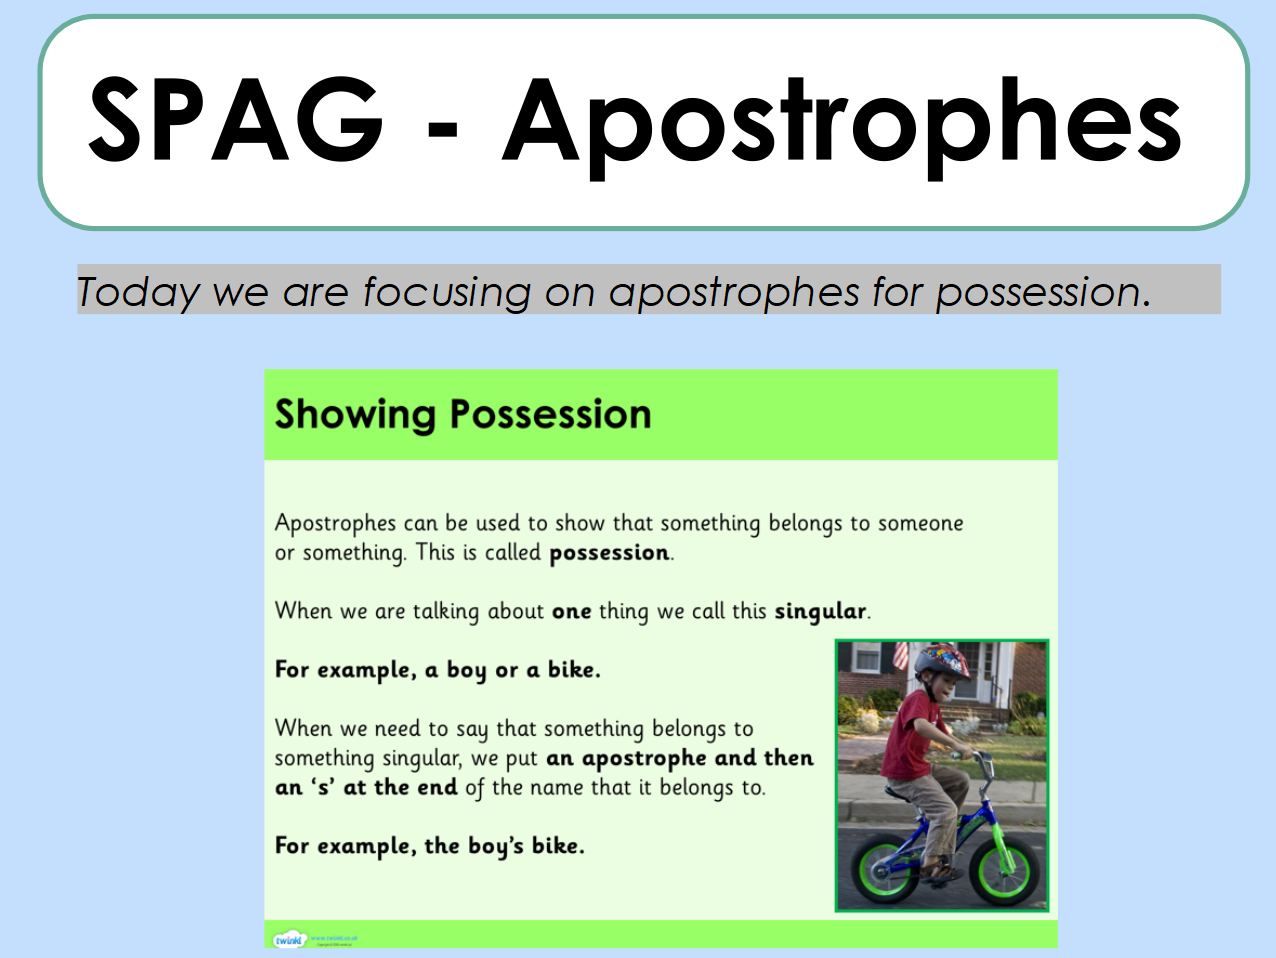 SPAG - Apostrophes
Today we are focusing on apostrophes for possession.
Showing Possession
Apostrophes can be used to show that something belongs to someone
or something. This is called possession.
When we are talking about one thing we call this singular.
For example, a boy or a bike.
When we need to say that something belongs to
something singular, we put an apostrophe and then
an ‘s’ at the end of the name that it belongs to.
For example, the boy’s bike.
twinkl
www.twinkl.co.uk